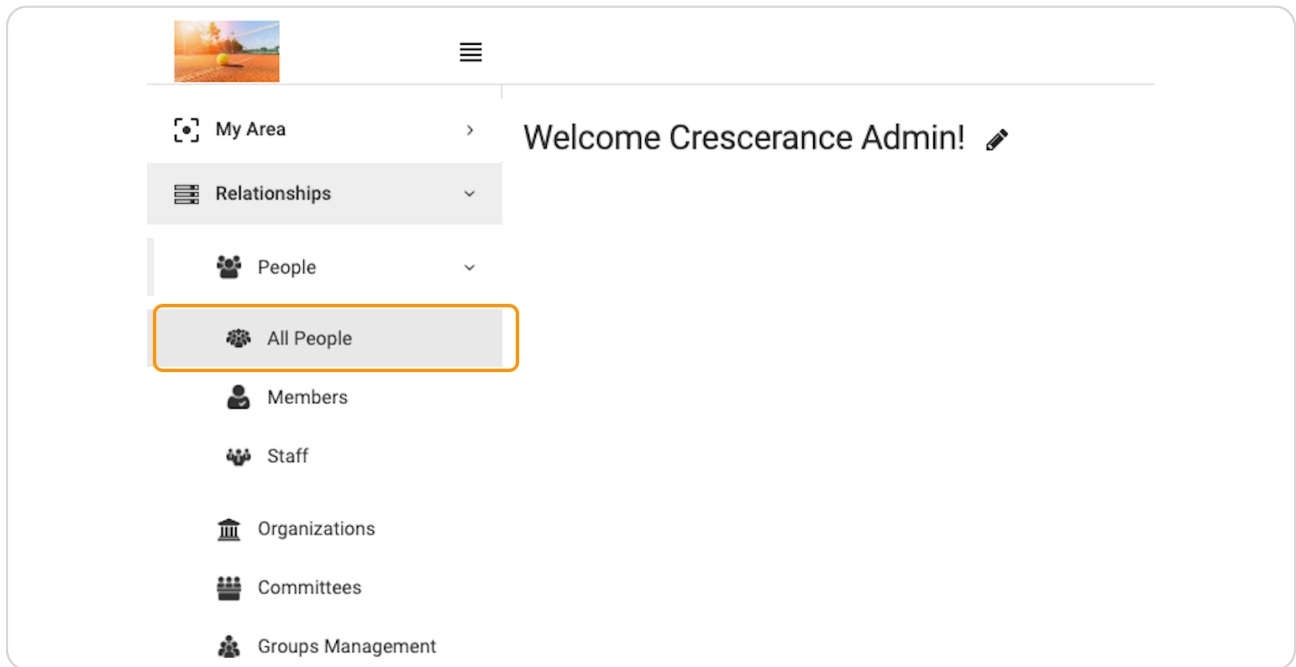 My Area
Welcome Crescerance Admin!
Relationships
People
All People
Members
Staff
Organizations
Committees
Groups Management